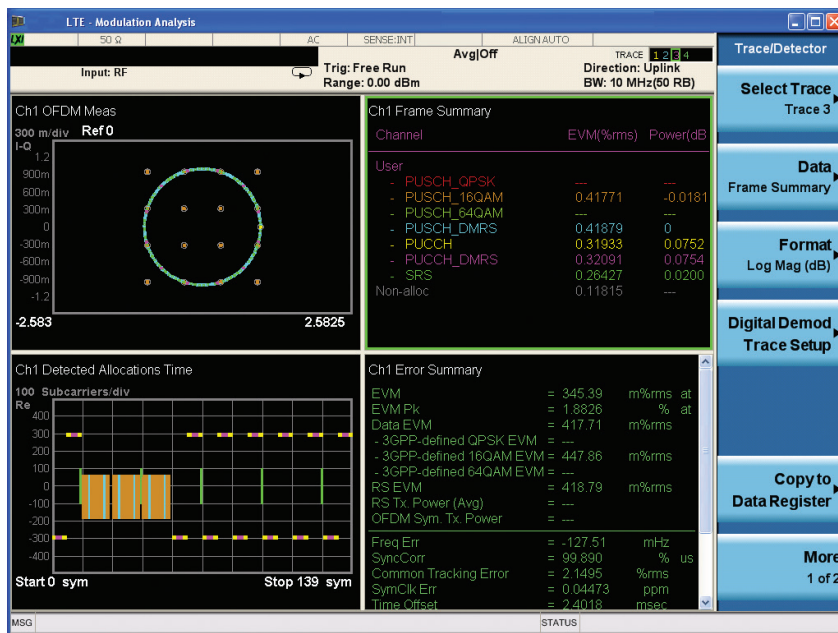 LTE - Modulation Analysis
LXI 50 Ω AC SENSE:INT ALIGN AUTO
Avg|Off TRACE 1 2 3 4
Input: RF Trig: Free Run Direction: Uplink
Range: 0.00 dBm BW: 10 MHz(50 RB)
Ch1 OFDM Meas
300 m/div Ref 0
I-Q
1.2
900m
600m
300m
0
-300m
-600m
-900m
-1.2
-2.583 2.5825
Ch1 Frame Summary
Channel EVM(%rms) Power(dB
User
- PUSCH_QPSK --- ---
- PUSCH_16QAM 0.41771 -0.0181
- PUSCH_64QAM --- ---
- PUSCH_DMRS 0.41879 0
- PUCCH 0.31933 0.0752
- PUCCH_DMRS 0.32091 0.0754
- SRS 0.26427 0.0200
Non-alloc 0.11815 ---
Ch1 Detected Allocations Time
100 Subcarriers/div
Re
400
300
200
100
0
-100
-200
-300
-400
Start 0 sym Stop 139 sym
Ch1 Error Summary
EVM = 345.39 m%rms at
EVM Pk = 1.8826 % at
Data EVM = 417.71 m%rms
- 3GPP-defined QPSK EVM = ---
- 3GPP-defined 16QAM EVM = 447.86 m%rms
- 3GPP-defined 64QAM EVM = ---
RS EVM = 418.79 m%rms
RS Tx. Power (Avg) = ---
OFDM Sym. Tx. Power = ---
Freq Err = -127.51 mHz
SyncCorr = 99.890 % us
Common Tracking Error = 2.1495 %rms
SymClk Err = 0.04473 ppm
Time Offset = 2.4018 msec
Trace/Detector
Select Trace
Trace 3
Data
Frame Summary
Format
Log Mag (dB)
Digital Demod
Trace Setup
Copy to
Data Register
More
1 of 2
MSG STATUS